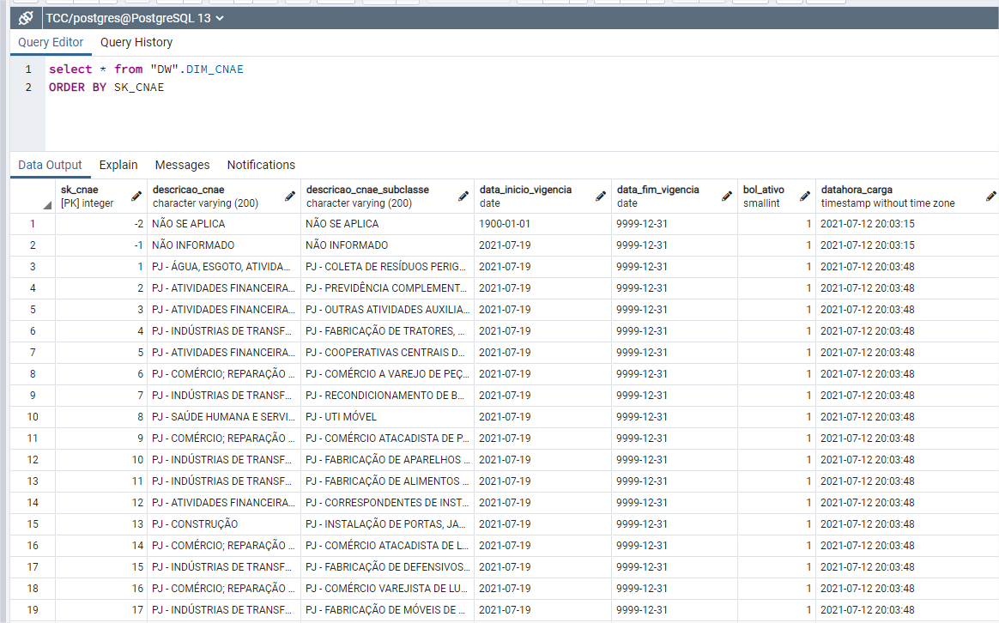 TCC/postgres@PostgreSQL 13
Query Editor Query History
1 select * from "DW".DIM_CNAE
2 ORDER BY SK_CNAE
Data Output Explain Messages Notifications
sk_cnae descricao_cnae descricao_cnae_subclasse data_inicio_vigencia data_fim_vigencia bol_ativo datahora_carga
[PK] integer character varying (200) character varying (200) date date smallint timestamp without time zone
1 -2 NÃO SE APLICA NÃO SE APLICA 1900-01-01 9999-12-31 1 2021-07-12 20:03:15
2 -1 NÃO INFORMADO NÃO INFORMADO 2021-07-19 9999-12-31 1 2021-07-12 20:03:15
3 1 PJ - ÁGUA, ESGOTO, ATIVIDA... PJ - COLETA DE RESÍDUOS PERIG... 2021-07-19 9999-12-31 1 2021-07-12 20:03:48
4 2 PJ - ATIVIDADES FINANCEIRA... PJ - PREVIDÊNCIA COMPLEMENT... 2021-07-19 9999-12-31 1 2021-07-12 20:03:48
5 3 PJ - ATIVIDADES FINANCEIRA... PJ - OUTRAS ATIVIDADES AUXILIA... 2021-07-19 9999-12-31 1 2021-07-12 20:03:48
6 4 PJ - INDÚSTRIAS DE TRANSF... PJ - FABRICAÇÃO DE TRATORES, ... 2021-07-19 9999-12-31 1 2021-07-12 20:03:48
7 5 PJ - ATIVIDADES FINANCEIRA... PJ - COOPERATIVAS CENTRAIS D... 2021-07-19 9999-12-31 1 2021-07-12 20:03:48
8 6 PJ - COMÉRCIO; REPARAÇÃO ... PJ - COMÉRCIO A VAREJO DE PEÇ... 2021-07-19 9999-12-31 1 2021-07-12 20:03:48
9 7 PJ - INDÚSTRIAS DE TRANSF... PJ - RECONDICIONAMENTO DE B... 2021-07-19 9999-12-31 1 2021-07-12 20:03:48
10 8 PJ - SAÚDE HUMANA E SERVI... PJ - UTI MÓVEL 2021-07-19 9999-12-31 1 2021-07-12 20:03:48
11 9 PJ - COMÉRCIO; REPARAÇÃO ... PJ - COMÉRCIO ATACADISTA DE P... 2021-07-19 9999-12-31 1 2021-07-12 20:03:48
12 10 PJ - INDÚSTRIAS DE TRANSF... PJ - FABRICAÇÃO DE APARELHOS ... 2021-07-19 9999-12-31 1 2021-07-12 20:03:48
13 11 PJ - INDÚSTRIAS DE TRANSF... PJ - FABRICAÇÃO DE ALIMENTOS ... 2021-07-19 9999-12-31 1 2021-07-12 20:03:48
14 12 PJ - ATIVIDADES FINANCEIRA... PJ - CORRESPONDENTES DE INST... 2021-07-19 9999-12-31 1 2021-07-12 20:03:48
15 13 PJ - CONSTRUÇÃO PJ - INSTALAÇÃO DE PORTAS, JA... 2021-07-19 9999-12-31 1 2021-07-12 20:03:48
16 14 PJ - COMÉRCIO; REPARAÇÃO ... PJ - COMÉRCIO ATACADISTA DE L... 2021-07-19 9999-12-31 1 2021-07-12 20:03:48
17 15 PJ - INDÚSTRIAS DE TRANSF... PJ - FABRICAÇÃO DE DEFENSIVOS... 2021-07-19 9999-12-31 1 2021-07-12 20:03:48
18 16 PJ - COMÉRCIO; REPARAÇÃO ... PJ - COMÉRCIO VAREJISTA DE LU... 2021-07-19 9999-12-31 1 2021-07-12 20:03:48
19 17 PJ - INDÚSTRIAS DE TRANSF... PJ - FABRICAÇÃO DE MÓVEIS DE ... 2021-07-19 9999-12-31 1 2021-07-12 20:03:48